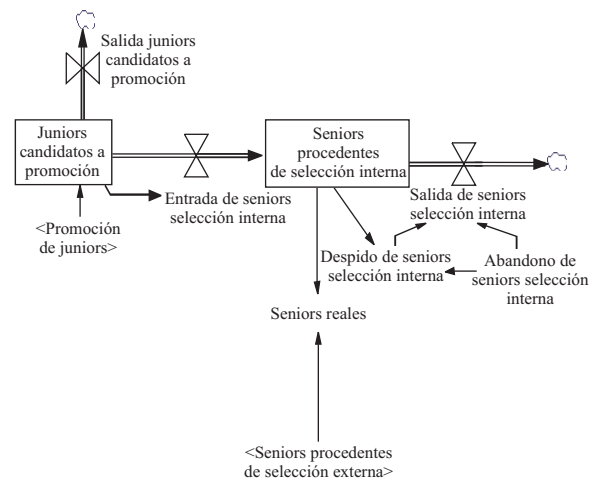 Salida juniors
candidatos a
promoción
Juniors
candidatos a
promoción
Seniors
procedentes
de selección interna
Entrada de seniors
selección interna
Salida de seniors
selección interna
<Promoción
de juniors>
Despido de seniors
selección interna
Abandono de
seniors selección
interna
Seniors reales
<Seniors procedentes
de selección externa>